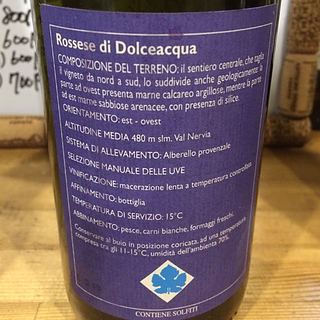 800
600
600
700
Rossese di Dolceacqua
COMPOSIZIONE DEL TERRENO: il sentiero centrale, che taglia
il vigneto da nord a sud, lo suddivide anche geologicamente: la
parte ad ovest presenta marne calcareo argillose, mentre la parte
ad est marne sabbiose arenacee, con presenza di silice.
ORIENTAMENTO: est - ovest
ALTITUDINE MEDIA 480 m slm. Val Nervia
SISTEMA DI ALLEVAMENTO: Alberello provenzale
SELEZIONE MANUALE DELLE UVE
VINIFICAZIONE: macerazione lenta a temperatura controllata
AFFINAMENTO: bottiglia
TEMPERATURA DI SERVIZIO: 15°C
ABBINAMENTO: pesce, carni bianche, formaggi freschi.
Conservare al buio in posizione coricata, ad una temperatura
compresa tra gli 11-15°C, umidità dell'ambiente 70%.
CONTIENE SOLFITI